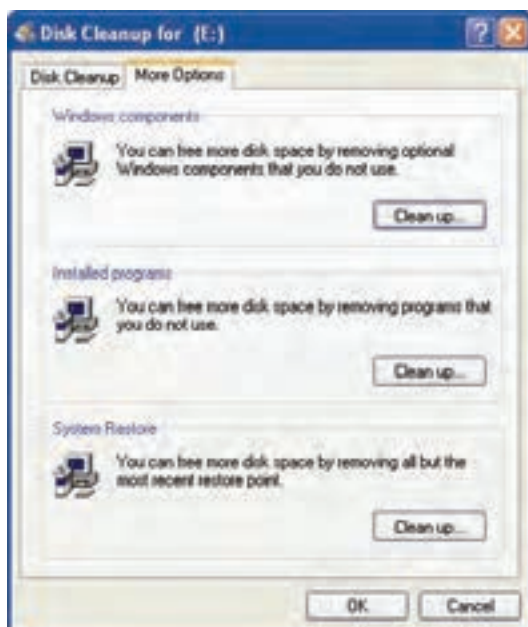 Disk Cleanup for (E:)
Disk Cleanup
More Options
Windows components
You can free more disk space by removing optional
Windows components that you do not use.
Clean up...
Installed programs
You can free more disk space by removing programs that
you do not use.
Clean up...
System Restore
You can free more disk space by removing all but the
most recent restore point.
Clean up...
OK
Cancel